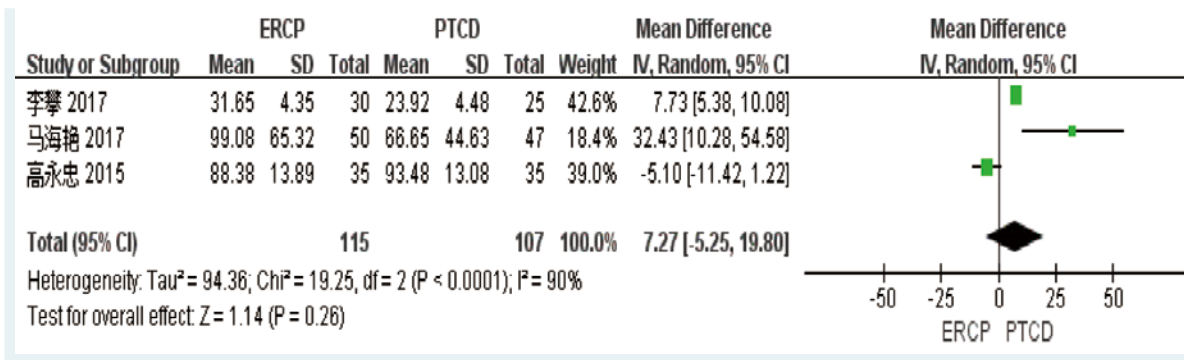 ERCP PTCD Mean Difference Mean Difference
Study or Subgroup Mean SD Total Mean SD Total Weight IV, Random, 95% CI IV, Random, 95% CI
李攀 2017 31.65 4.35 30 23.92 4.48 25 42.6% 7.73 [5.38, 10.08]
马海艳 2017 99.08 65.32 50 66.65 44.63 47 18.4% 32.43 [10.28, 54.58]
高永忠 2015 88.38 13.89 35 93.48 13.08 35 39.0% -5.10 [-11.42, 1.22]
Total (95% CI) 115 107 100.0% 7.27 [-5.25, 19.80]
Heterogeneity: Tau² = 94.36; Chi² = 19.25, df = 2 (P < 0.0001); I² = 90%
Test for overall effect: Z = 1.14 (P = 0.26)
-50 -25 0 25 50
ERCP PTCD